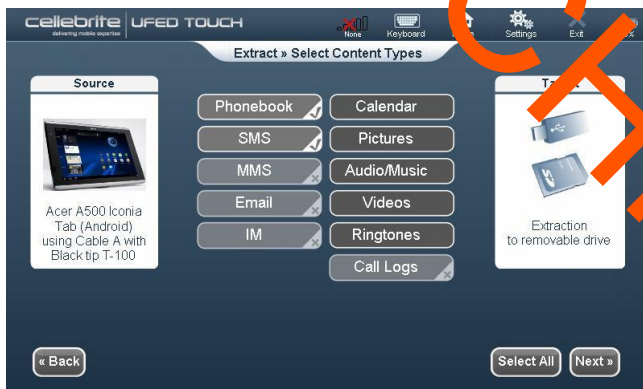 cellebrite UFED TOUCH
delivering mobile expertise
None
Keyboard
Settings
Exit
Extract » Select Content Types
Source
Acer A500 Iconia
Tab (Android)
using Cable A with
Black tip T-100
Phonebook
SMS
MMS
Email
IM
Calendar
Pictures
Audio/Music
Videos
Ringtones
Call Logs
Extraction
to removable drive
« Back
Select All
Next »